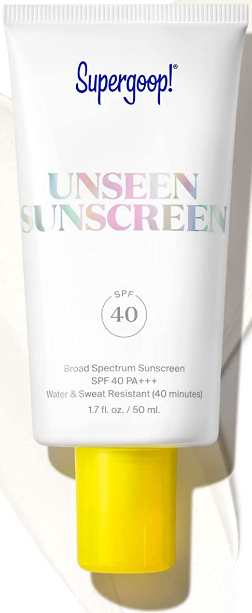 Supergoop!®
UNSEEN
SUNSCREEN
SPF
40
Broad Spectrum Sunscreen
SPF 40 PA+++
Water & Sweat Resistant (40 minutes)
1.7 fl. oz. / 50 ml.